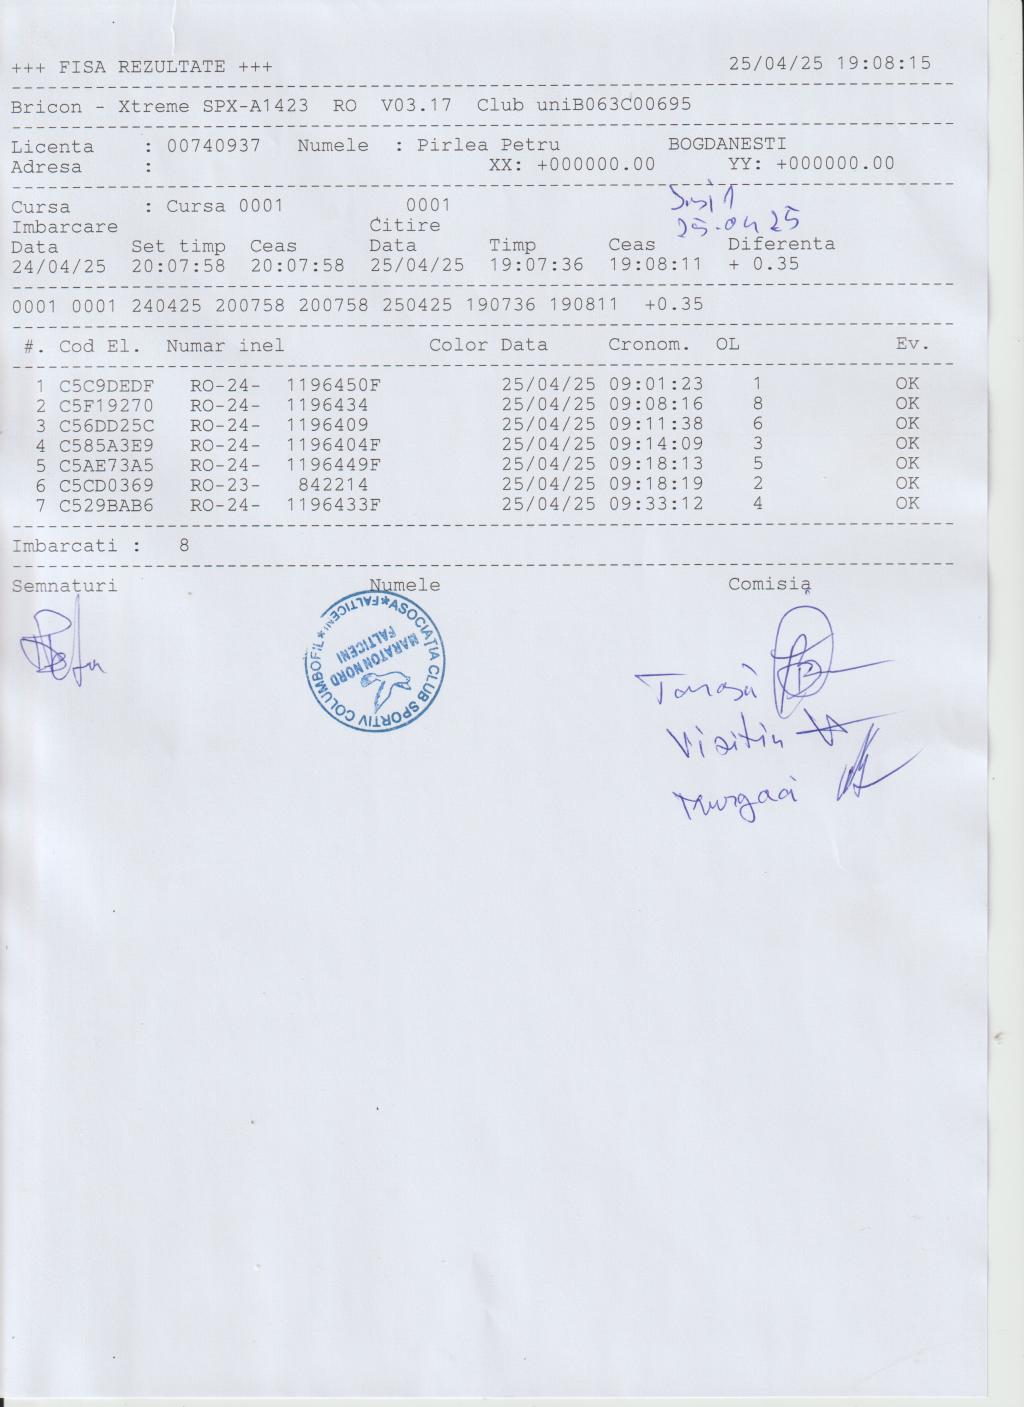 +++ FISA REZULTATE +++ 25/04/25 19:08:15
Bricon - Xtreme SPX-A1423 RO V03.17 Club uniB063C00695
Licenta : 00740937 Numele : Pirlea Petru BOGDANESTI
Adresa : XX: +000000.00 YY: +000000.00
Cursa : Cursa 0001 0001
25.04 25
Imbarcare Citire
Data Set timp Ceas Data Timp Ceas Diferenta
24/04/25 20:07:58 20:07:58 25/04/25 19:07:36 19:08:11 + 0.35
0001 0001 240425 200758 200758 250425 190736 190811 +0.35
#. Cod El. Numar inel Color Data Cronom. OL Ev.
1 C5C9DEDF RO-24- 1196450F 25/04/25 09:01:23 1 OK
2 C5F19270 RO-24- 1196434 25/04/25 09:08:16 8 OK
3 C56DD25C RO-24- 1196409 25/04/25 09:11:38 6 OK
4 C585A3E9 RO-24- 1196404F 25/04/25 09:14:09 3 OK
5 C5AE73A5 RO-24- 1196449F 25/04/25 09:18:13 5 OK
6 C5CD0369 RO-23- 842214 25/04/25 09:18:19 2 OK
7 C529BAB6 RO-24- 1196433F 25/04/25 09:33:12 4 OK
Imbarcati : 8
Semnaturi Numele Comisia
ASOCIAȚIA CLUB SPORTIV COLUMBOFIL * FALTICENI *
MARATON NORD
FALTICENI
Tanasă
Vizitiu
Murgaci